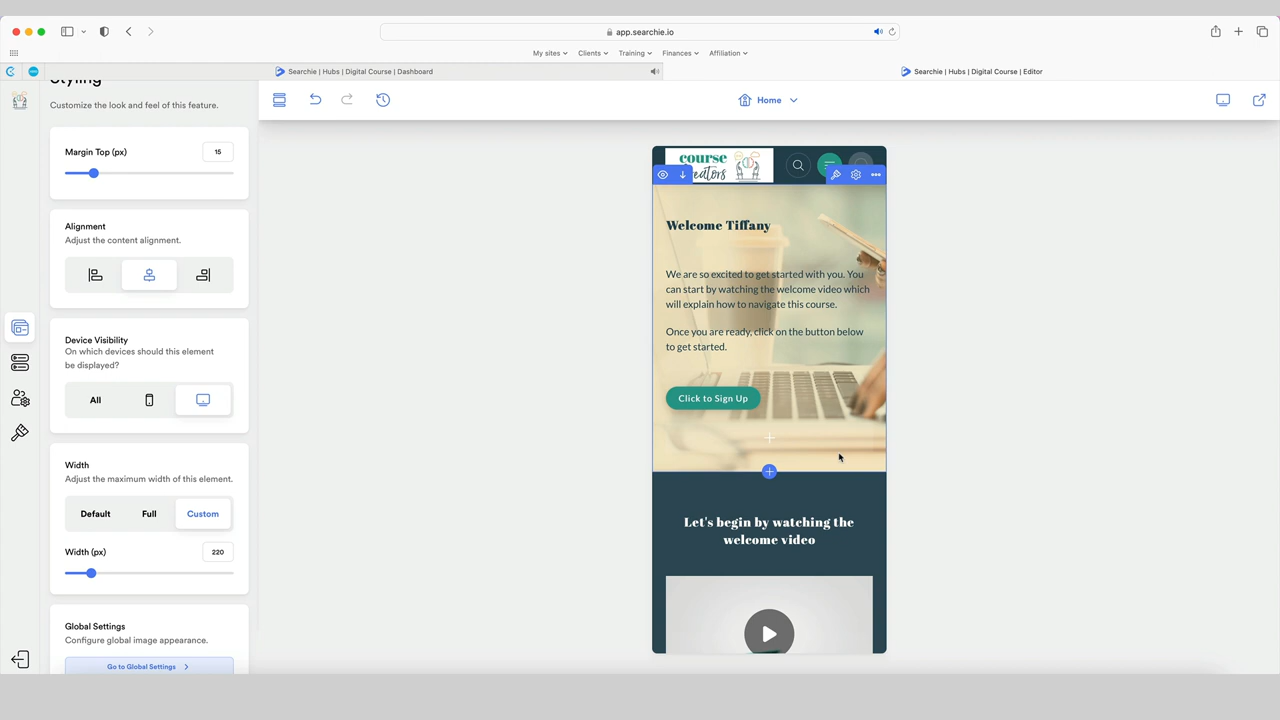 app.searchie.io
My sites
Clients
Training
Finances
Affiliation
Searchie | Hubs | Digital Course | Dashboard
Searchie | Hubs | Digital Course | Editor
Styling
Customize the look and feel of this feature.
Home
Margin Top (px)
15
Alignment
Adjust the content alignment.
Device Visibility
On which devices should this element
be displayed?
All
Width
Adjust the maximum width of this element.
Default
Full
Custom
Width (px)
220
Global Settings
Configure global image appearance.
Go to Global Settings
course
Welcome Tiffany
We are so excited to get started with you. You
can start by watching the welcome video which
will explain how to navigate this course.
Once you are ready, click on the button below
to get started.
Click to Sign Up
Let's begin by watching the
welcome video